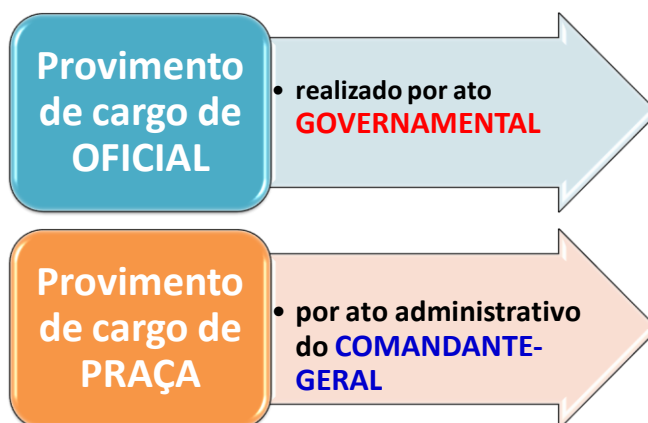 Provimento
de cargo de
OFICIAL
• realizado por ato
GOVERNAMENTAL
Provimento
de cargo de
PRAÇA
• por ato administrativo
do COMANDANTE-
GERAL